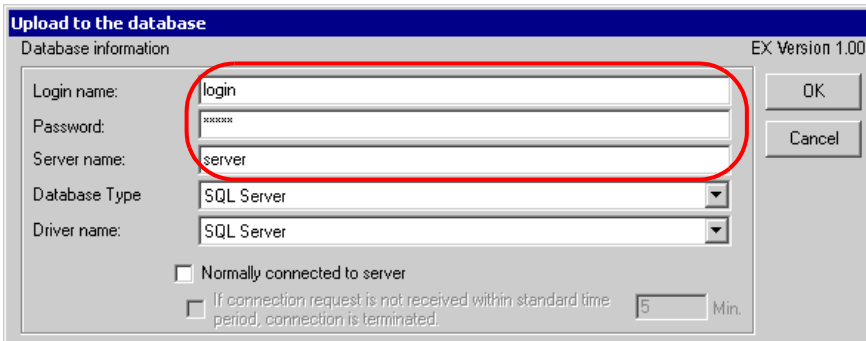 Upload to the database
Database information EX Version 1.00
Login name: login OK
Password: xxxxx
Cancel
Server name: server
Database Type SQL Server
Driver name: SQL Server
Normally connected to server
If connection request is not received within standard time
period, connection is terminated. 5 Min.